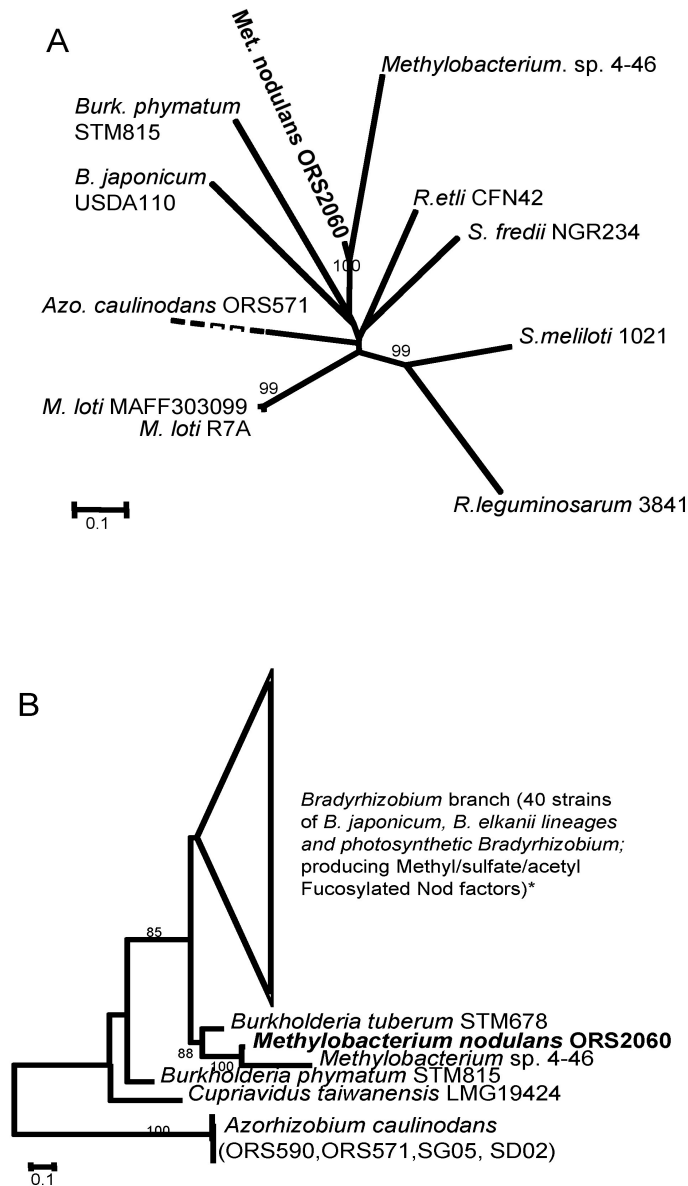 A
Met. nodulans ORS2060
Methylobacterium. sp. 4-46
Burk. phymatum
STM815
B. japonicum
USDA110
R.etli CFN42
S. fredii NGR234
100
Azo. caulinodans ORS571
S.meliloti 1021
99
99
M. loti MAFF303099
M. loti R7A
R.leguminosarum 3841
0.1
B
Bradyrhizobium branch (40 strains
of B. japonicum, B. elkanii lineages
and photosynthetic Bradyrhizobium;
producing Methyl/sulfate/acetyl
Fucosylated Nod factors)*
85
Burkholderia tuberum STM678
Methylobacterium nodulans ORS2060
88
100
Methylobacterium sp. 4-46
Burkholderia phymatum STM815
Cupriavidus taiwanensis LMG19424
100
Azorhizobium caulinodans
(ORS590,ORS571,SG05, SD02)
0.1